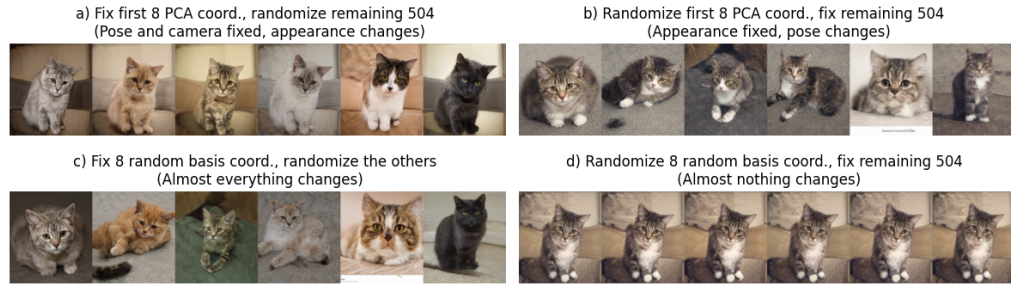 a) Fix first 8 PCA coord., randomize remaining 504
(Pose and camera fixed, appearance changes)
b) Randomize first 8 PCA coord., fix remaining 504
(Appearance fixed, pose changes)
c) Fix 8 random basis coord., randomize the others
(Almost everything changes)
d) Randomize 8 random basis coord., fix remaining 504
(Almost nothing changes)